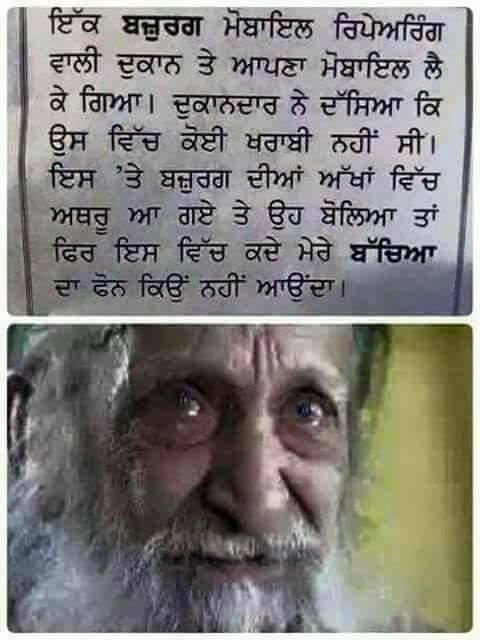 ਇੱਕ ਬਜ਼ੁਰਗ ਮੋਬਾਇਲ ਰਿਪੇਅਰਿੰਗ
ਵਾਲੀ ਦੁਕਾਨ ਤੇ ਆਪਣਾ ਮੋਬਾਇਲ ਲੈ
ਕੇ ਗਿਆ। ਦੁਕਾਨਦਾਰ ਨੇ ਦੱਸਿਆ ਕਿ
ਉਸ ਵਿੱਚ ਕੋਈ ਖਰਾਬੀ ਨਹੀਂ ਸੀ।
ਇਸ 'ਤੇ ਬਜ਼ੁਰਗ ਦੀਆਂ ਅੱਖਾਂ ਵਿੱਚ
ਅਥਰੂ ਆ ਗਏ ਤੇ ਉਹ ਬੋਲਿਆ ਤਾਂ
ਫਿਰ ਇਸ ਵਿੱਚ ਕਦੇ ਮੇਰੇ ਬੱਚਿਆ
ਦਾ ਫੋਨ ਕਿਉਂ ਨਹੀਂ ਆਉਂਦਾ।